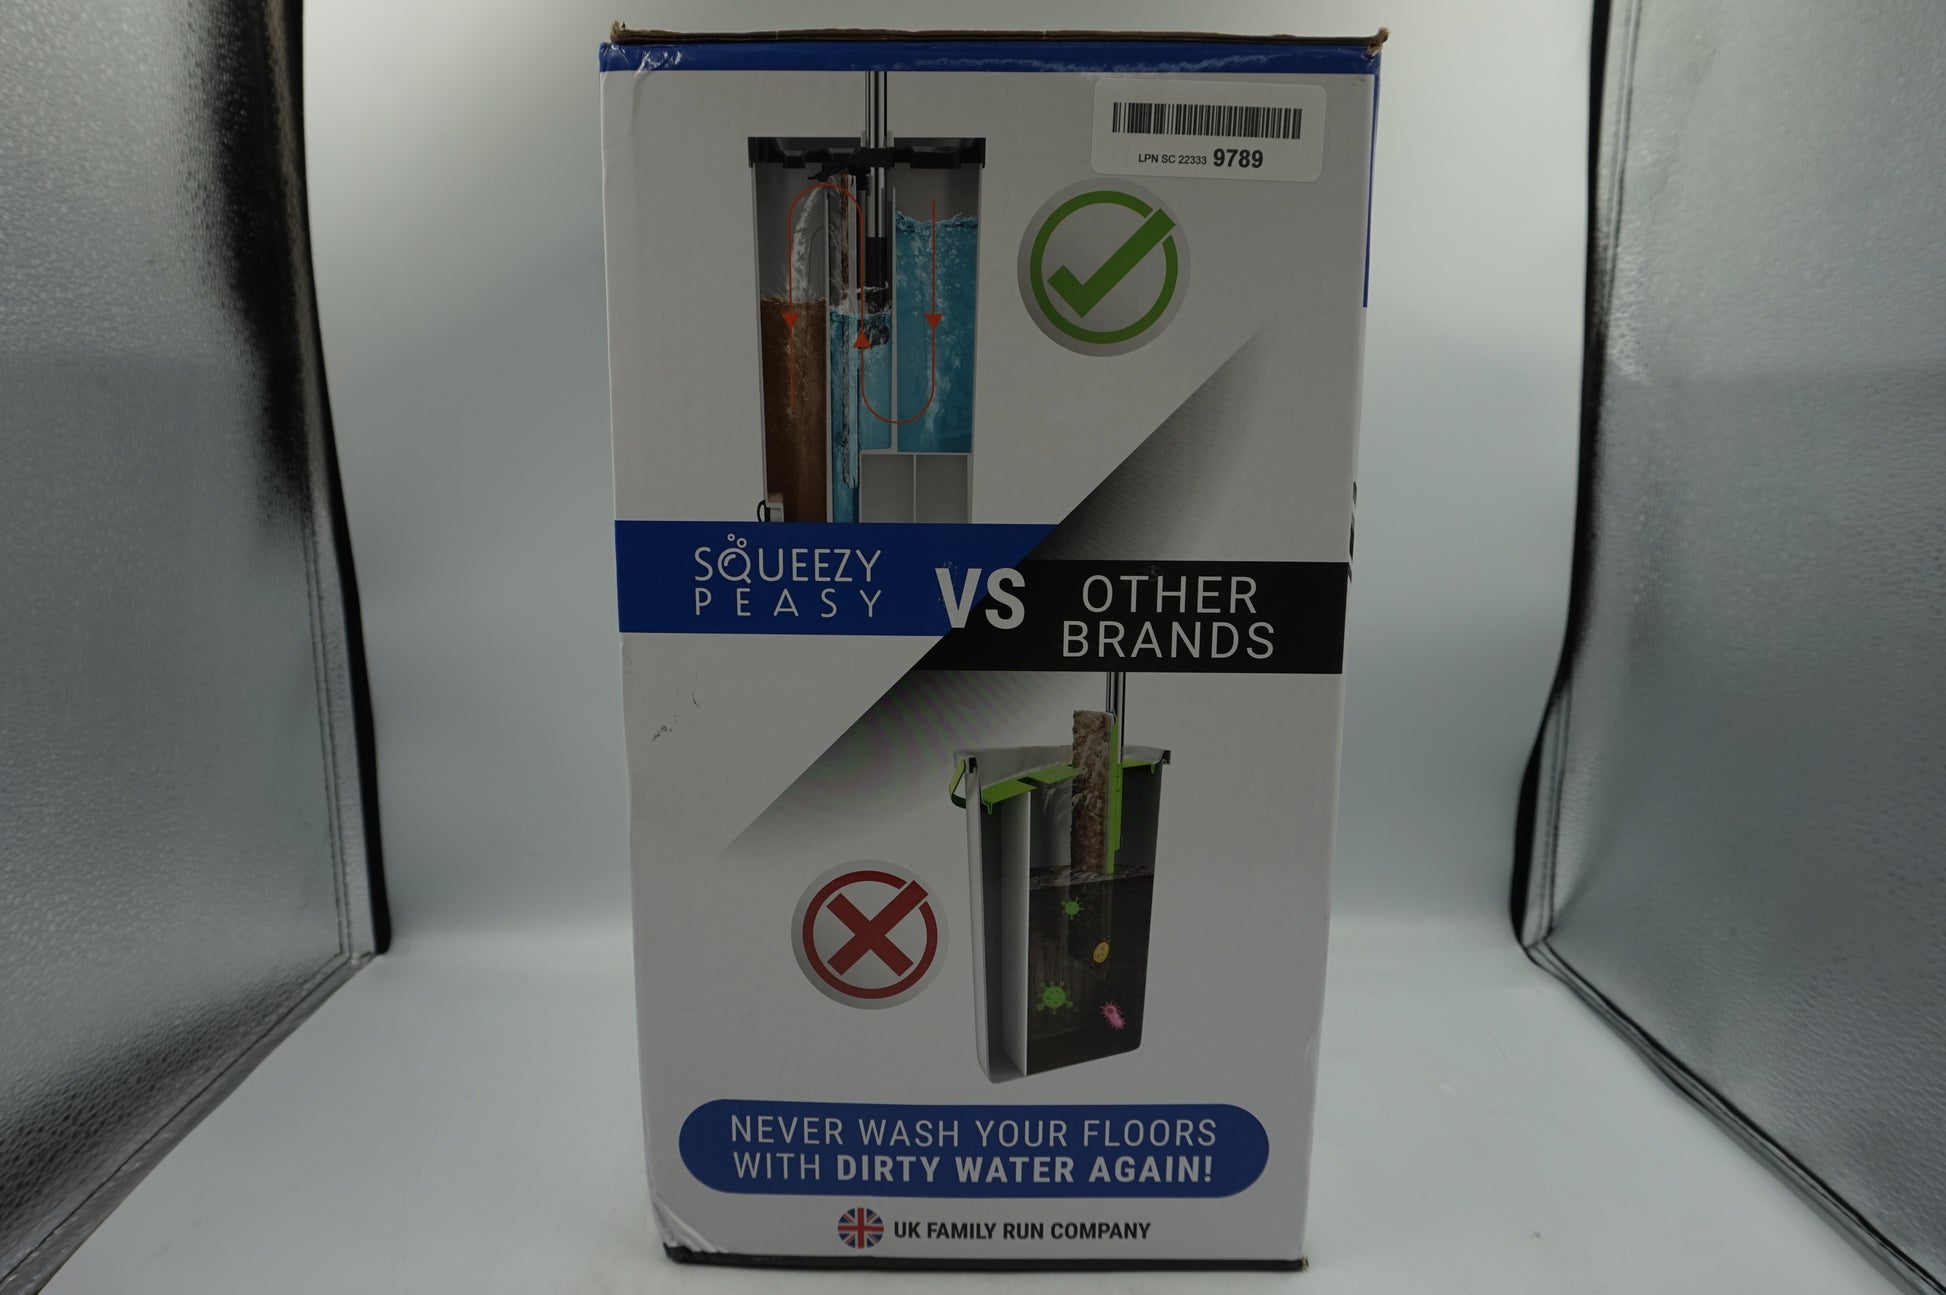 LPN SC 22333 9789
SQUEEZY
PEASY
VS
OTHER
BRANDS
NEVER WASH YOUR FLOORS
WITH DIRTY WATER AGAIN!
UK FAMILY RUN COMPANY